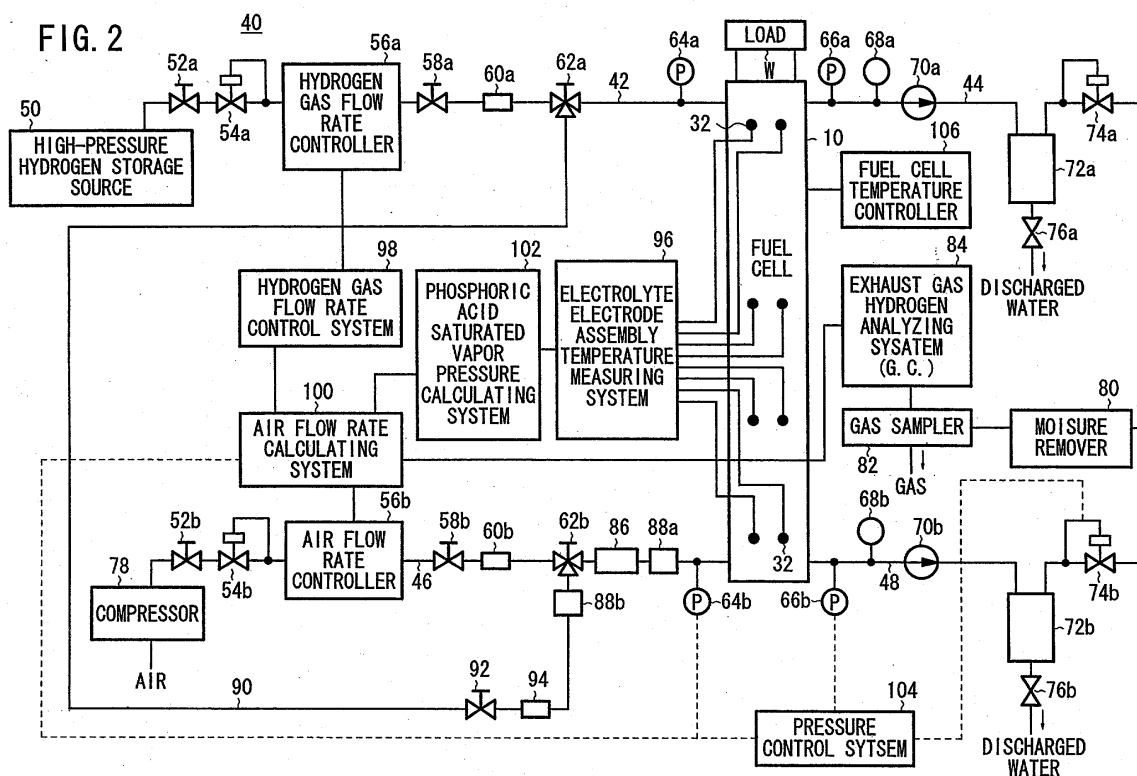 FIG. 2
40
52a
54a
56a
HYDROGEN
GAS FLOW
RATE
CONTROLLER
58a
60a
62a
42
64a
P
LOAD
W
66a
P
68a
70a
44
74a
50
HIGH-PRESSURE
HYDROGEN STORAGE
SOURCE
32
10
106
FUEL CELL
TEMPERATURE
CONTROLLER
72a
76a
DISCHARGED
WATER
98
HYDROGEN GAS
FLOW RATE
CONTROL SYSTEM
102
PHOSPHORIC
ACID
SATURATED
VAPOR
PRESSURE
CALCULATING
SYSTEM
96
ELECTROLYTE
ELECTRODE
ASSEMBLY
TEMPERATURE
MEASURING
SYSTEM
FUEL
CELL
84
EXHAUST GAS
HYDROGEN
ANALYZING
SYSATEM
(G. C.)
100
AIR FLOW RATE
CALCULATING
SYSTEM
GAS SAMPLER
82
GAS
80
MOISURE
REMOVER
52b
54b
56b
AIR FLOW
RATE
CONTROLLER
46
58b
60b
62b
86
88a
32
68b
70b
48
74b
78
COMPRESSOR
AIR
88b
P
64b
66b
P
72b
76b
DISCHARGED
WATER
90
92
94
104
PRESSURE
CONTROL SYTSEM